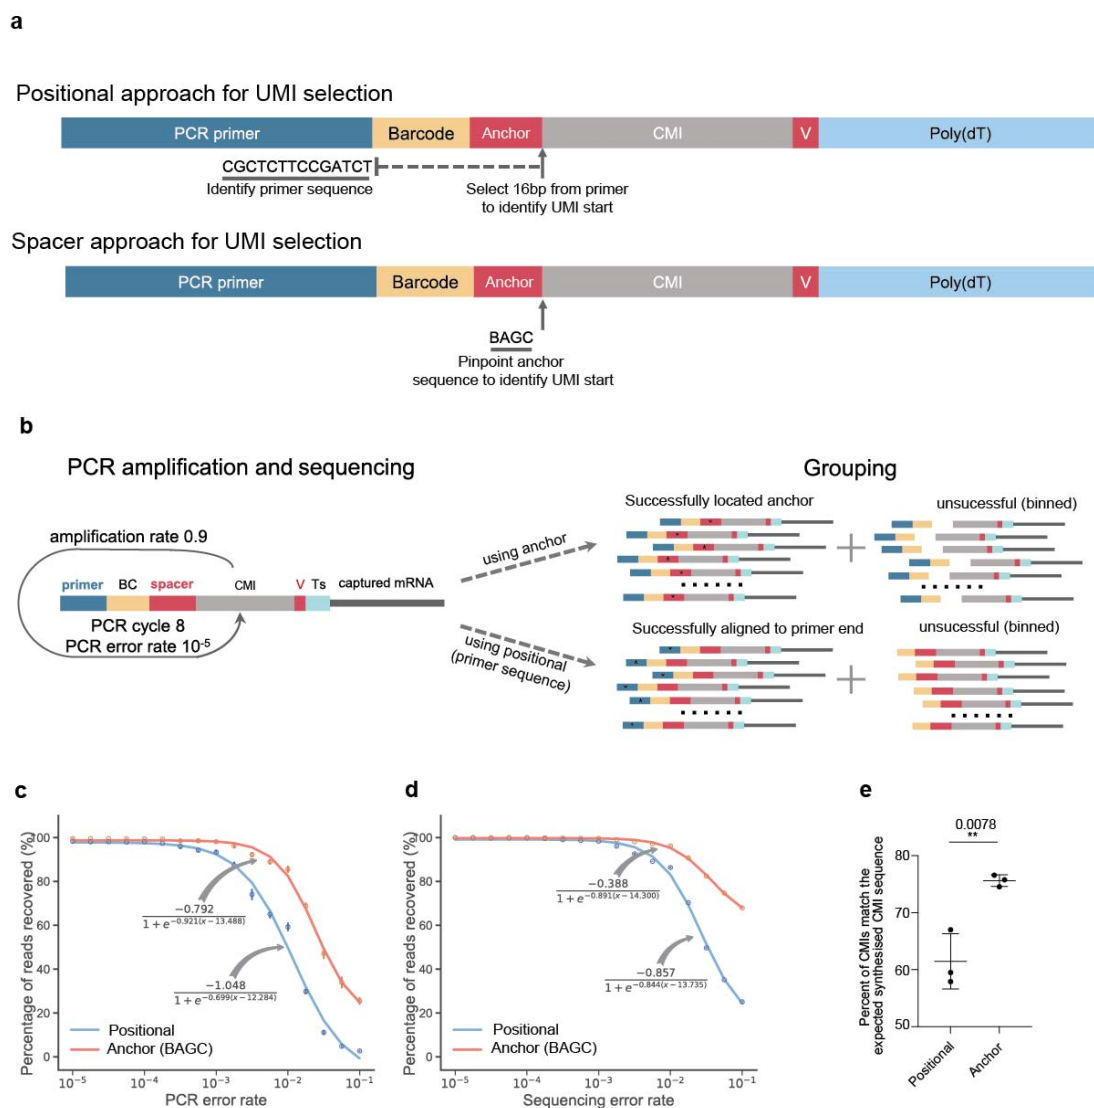 a
Positional approach for UMI selection
PCR primer Barcode Anchor CMI V Poly(dT)
CGCTCTTCCGATCT
Identify primer sequence
Select 16bp from primer
to identify UMI start
Spacer approach for UMI selection
PCR primer Barcode Anchor CMI V Poly(dT)
BAGC
Pinpoint anchor
sequence to identify UMI start
b
PCR amplification and sequencing
Grouping
amplification rate 0.9
primer BC spacer CMI V Ts captured mRNA
PCR cycle 8
PCR error rate 10⁻⁵
using anchor
using positional
(primer sequence)
Successfully located anchor
unsucessful (binned)
Successfully aligned to primer end
unsuccessful (binned)
c
Percentage of reads recovered (%)
100
80
60
40
20
0
−0.792
1 + e^−0.921(x−13.488)
−1.048
1 + e^−0.699(x−12.284)
Positional
Anchor (BAGC)
10⁻⁵ 10⁻⁴ 10⁻³ 10⁻² 10⁻¹
PCR error rate
d
Percentage of reads recovered (%)
100
80
60
40
20
0
−0.388
1 + e^−0.891(x−14.300)
−0.857
1 + e^−0.844(x−13.735)
Positional
Anchor (BAGC)
10⁻⁵ 10⁻⁴ 10⁻³ 10⁻² 10⁻¹
Sequencing error rate
e
Percent of CMIs match the
expected synthesised CMI sequence
0.0078
**
80
70
60
50
Positional
Anchor